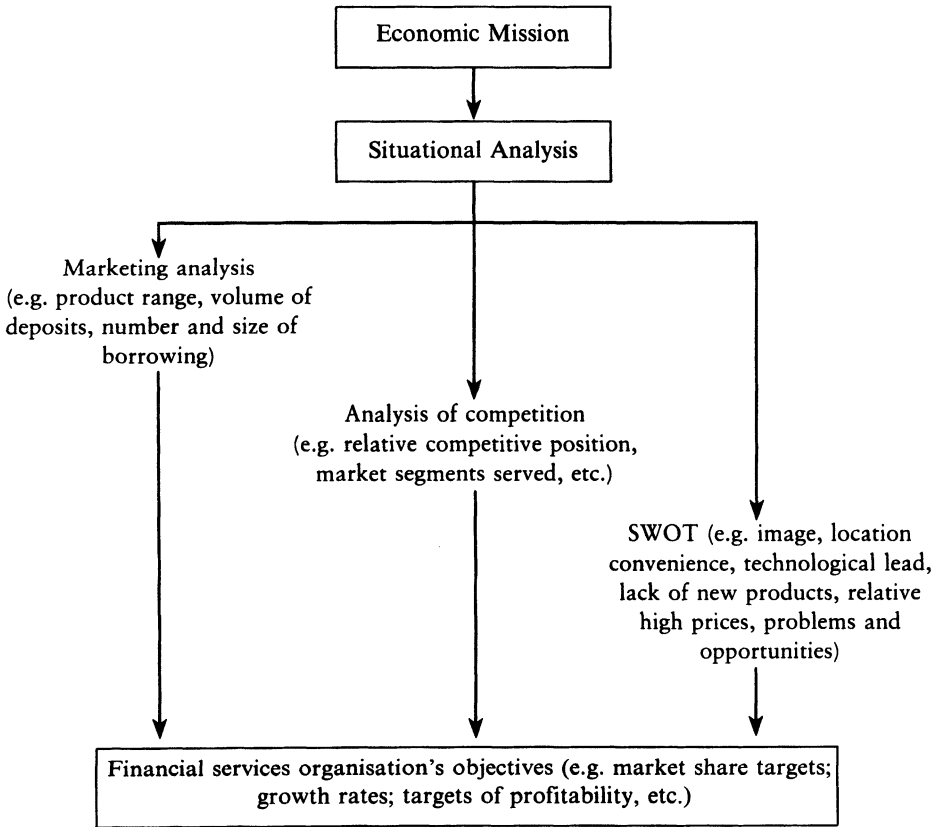 Economic Mission
Situational Analysis
Marketing analysis
(e.g. product range, volume of
deposits, number and size of
borrowing)
Analysis of competition
(e.g. relative competitive position,
market segments served, etc.)
SWOT (e.g. image, location
convenience, technological lead,
lack of new products, relative
high prices, problems and
opportunities)
Financial services organisation's objectives (e.g. market share targets;
growth rates; targets of profitability, etc.)